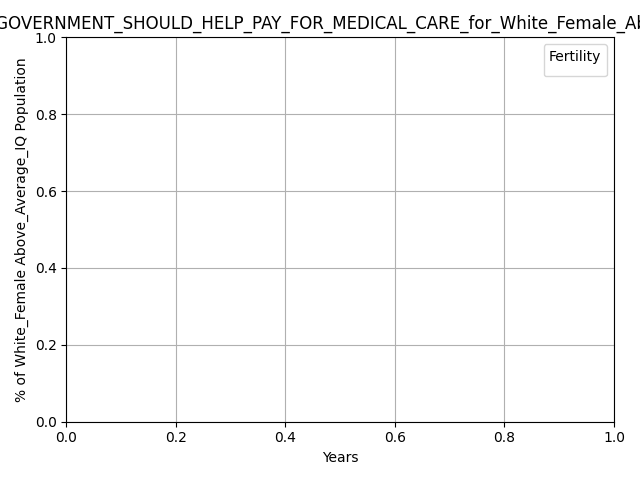 GOVERNMENT_SHOULD_HELP_PAY_FOR_MEDICAL_CARE_for_White_Female_Ab
Fertility
1.0
0.8
0.6
0.4
0.2
0.0
% of White_Female Above_Average_IQ Population
0.0 0.2 0.4 0.6 0.8 1.0
Years